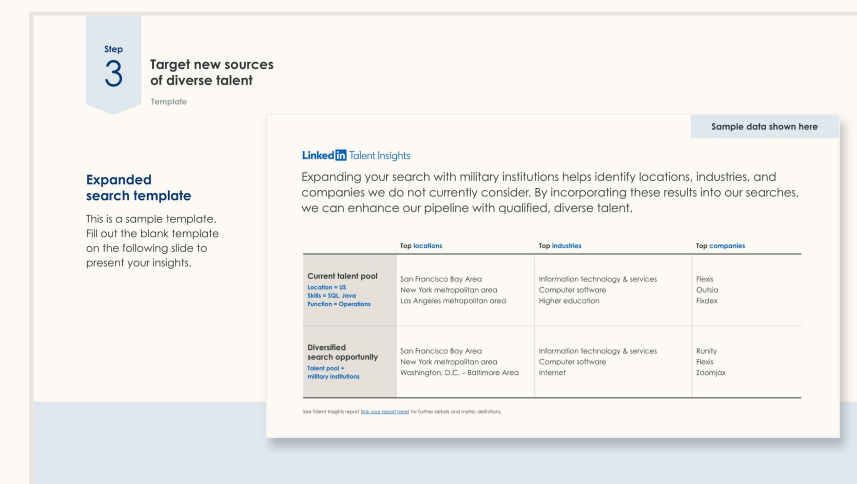 Step
3
Target new sources
of diverse talent
Template
Sample data shown here
Linked in Talent Insights
Expanded
search template
This is a sample template.
Fill out the blank template
on the following slide to
present your insights.
Expanding your search with military institutions helps identify locations, industries, and
companies we do not currently consider. By incorporating these results into our searches,
we can enhance our pipeline with qualified, diverse talent.
Top locations Top industries Top companies
Current talent pool
Location = US
Skills = SQL, Java
Function = Operations
San Francisco Bay Area
New York metropolitan area
Los Angeles metropolitan area
Information technology & services
Computer software
Higher education
Flexis
Outsia
Fixdex
Diversified
search opportunity
Talent pool +
military institutions
San Francisco Bay Area
New York metropolitan area
Washington, D.C. – Baltimore Area
Information technology & services
Computer software
Internet
Runity
Flexis
Zoomjax
See Talent Insights report [link your report here] for further details and metric definitions.